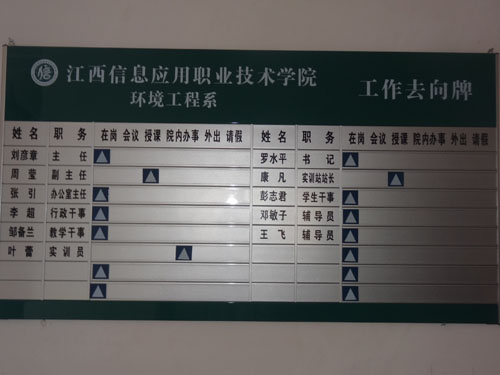 江西信息应用职业技术学院
环境工程系
工作去向牌
姓名 职务 在岗 会议 授课 院内办事 外出 请假
刘彦章 主任
周莹 副主任
张引 办公室主任
李超 行政干事
邹备兰 教学干事
叶蕾 实训员
姓名 职务 在岗 会议 授课 院内办事 外出 请假
罗水平 书记
康凡 实训站站长
彭志君 学生干事
邓敏子 辅导员
王飞 辅导员